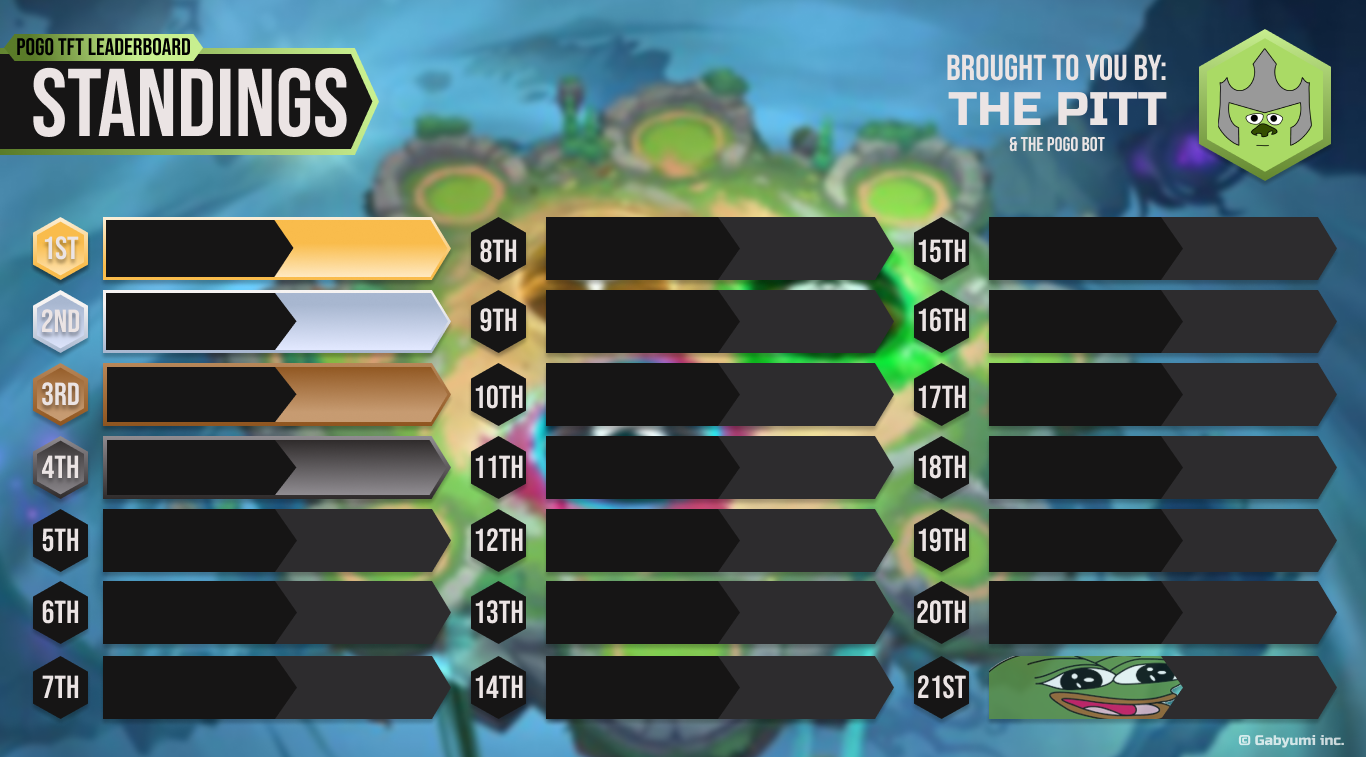 POGO TFT LEADERBOARD
STANDINGS
BROUGHT TO YOU BY:
THE PITT
& THE POGO BOT
1ST
2ND
3RD
4TH
5TH
6TH
7TH
8TH
9TH
10TH
11TH
12TH
13TH
14TH
15TH
16TH
17TH
18TH
19TH
20TH
21ST
© Gabyumi inc.